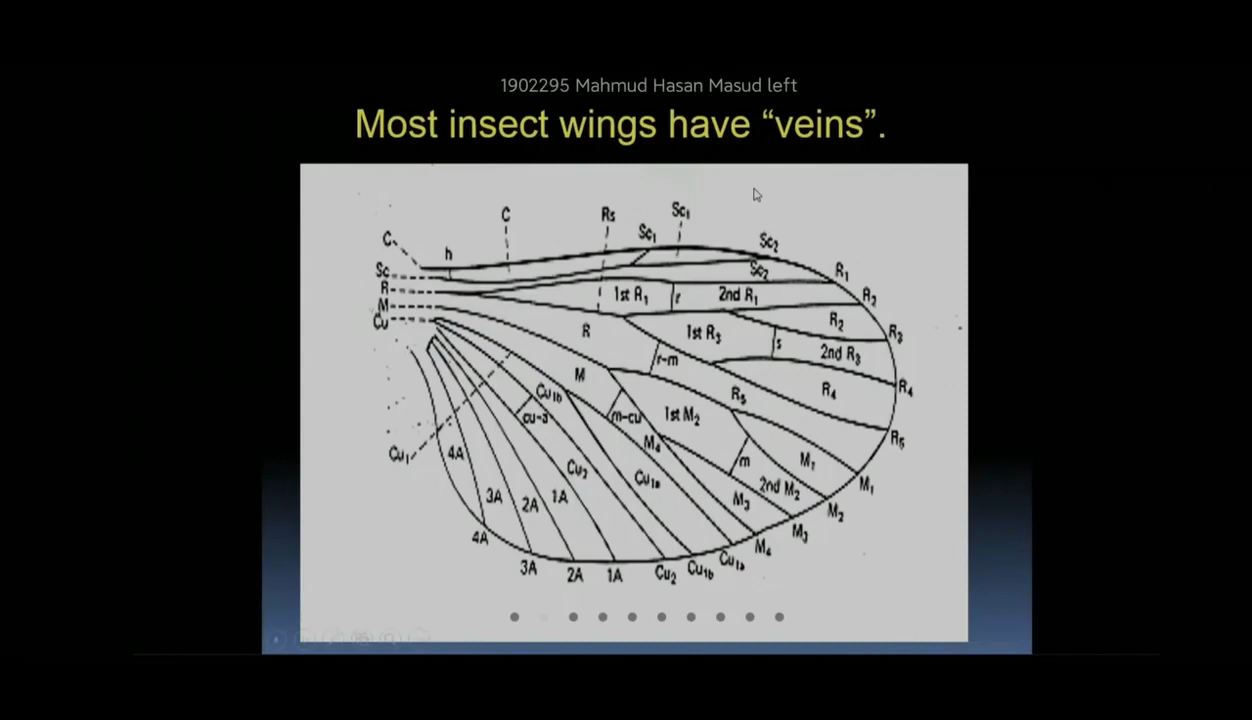 1902295 Mahmud Hasan Masud left
Most insect wings have “veins”.
C Rs Sc₁
C h Sc₁ Sc₂
Sc Sc₂ R₁
R 1st R₁ r 2nd R₁ R₂
M
Cu R 1st R₃ R₂ R₃
s 2nd R₃
r-m
M R₅ R₄ R₄
Cu₁b
cu-a m-cu 1st M₂
M₄ R₅
Cu₁ 4A m M₁
Cu₂ Cu₁a 2nd M₂ M₁
3A 2A 1A M₃ M₂
4A M₃
M₄
3A 2A 1A Cu₂ Cu₁b Cu₁a